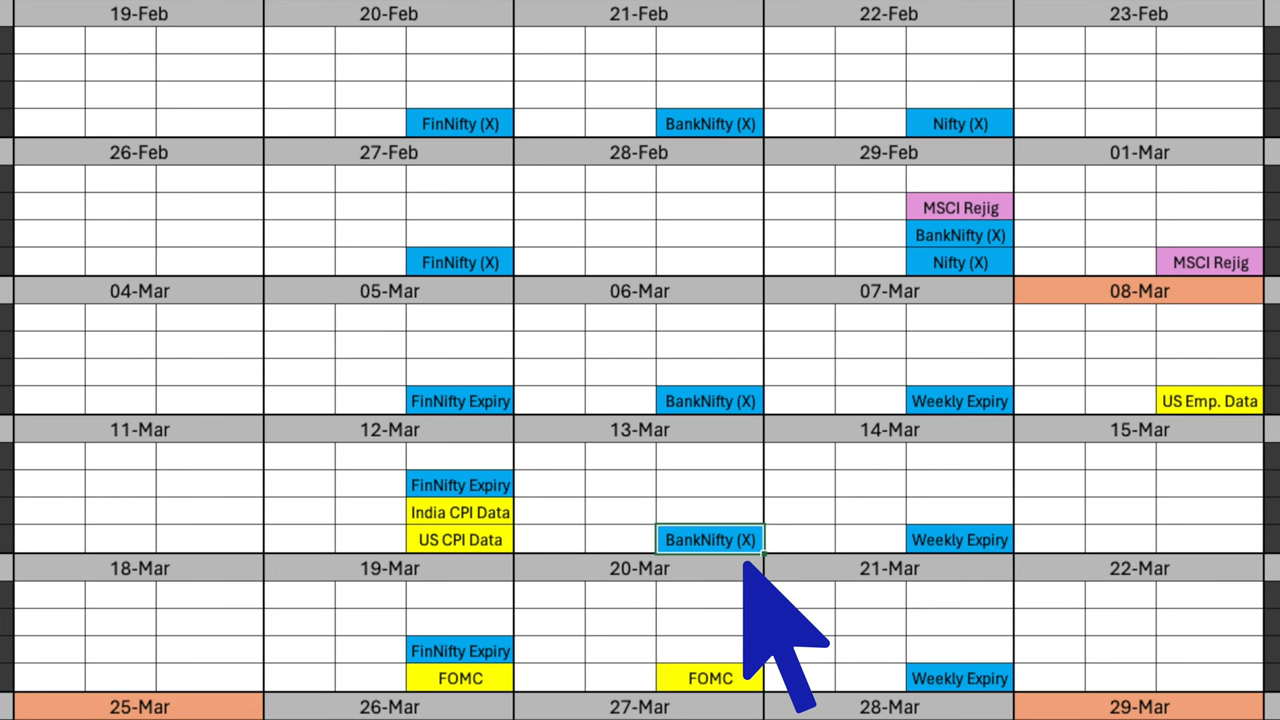 19-Feb 20-Feb 21-Feb 22-Feb 23-Feb
FinNifty (X) BankNifty (X) Nifty (X)
26-Feb 27-Feb 28-Feb 29-Feb 01-Mar
MSCI Rejig
BankNifty (X)
FinNifty (X) Nifty (X) MSCI Rejig
04-Mar 05-Mar 06-Mar 07-Mar 08-Mar
FinNifty Expiry BankNifty (X) Weekly Expiry US Emp. Data
11-Mar 12-Mar 13-Mar 14-Mar 15-Mar
FinNifty Expiry
India CPI Data
US CPI Data BankNifty (X) Weekly Expiry
18-Mar 19-Mar 20-Mar 21-Mar 22-Mar
FinNifty Expiry
FOMC FOMC Weekly Expiry
25-Mar 26-Mar 27-Mar 28-Mar 29-Mar